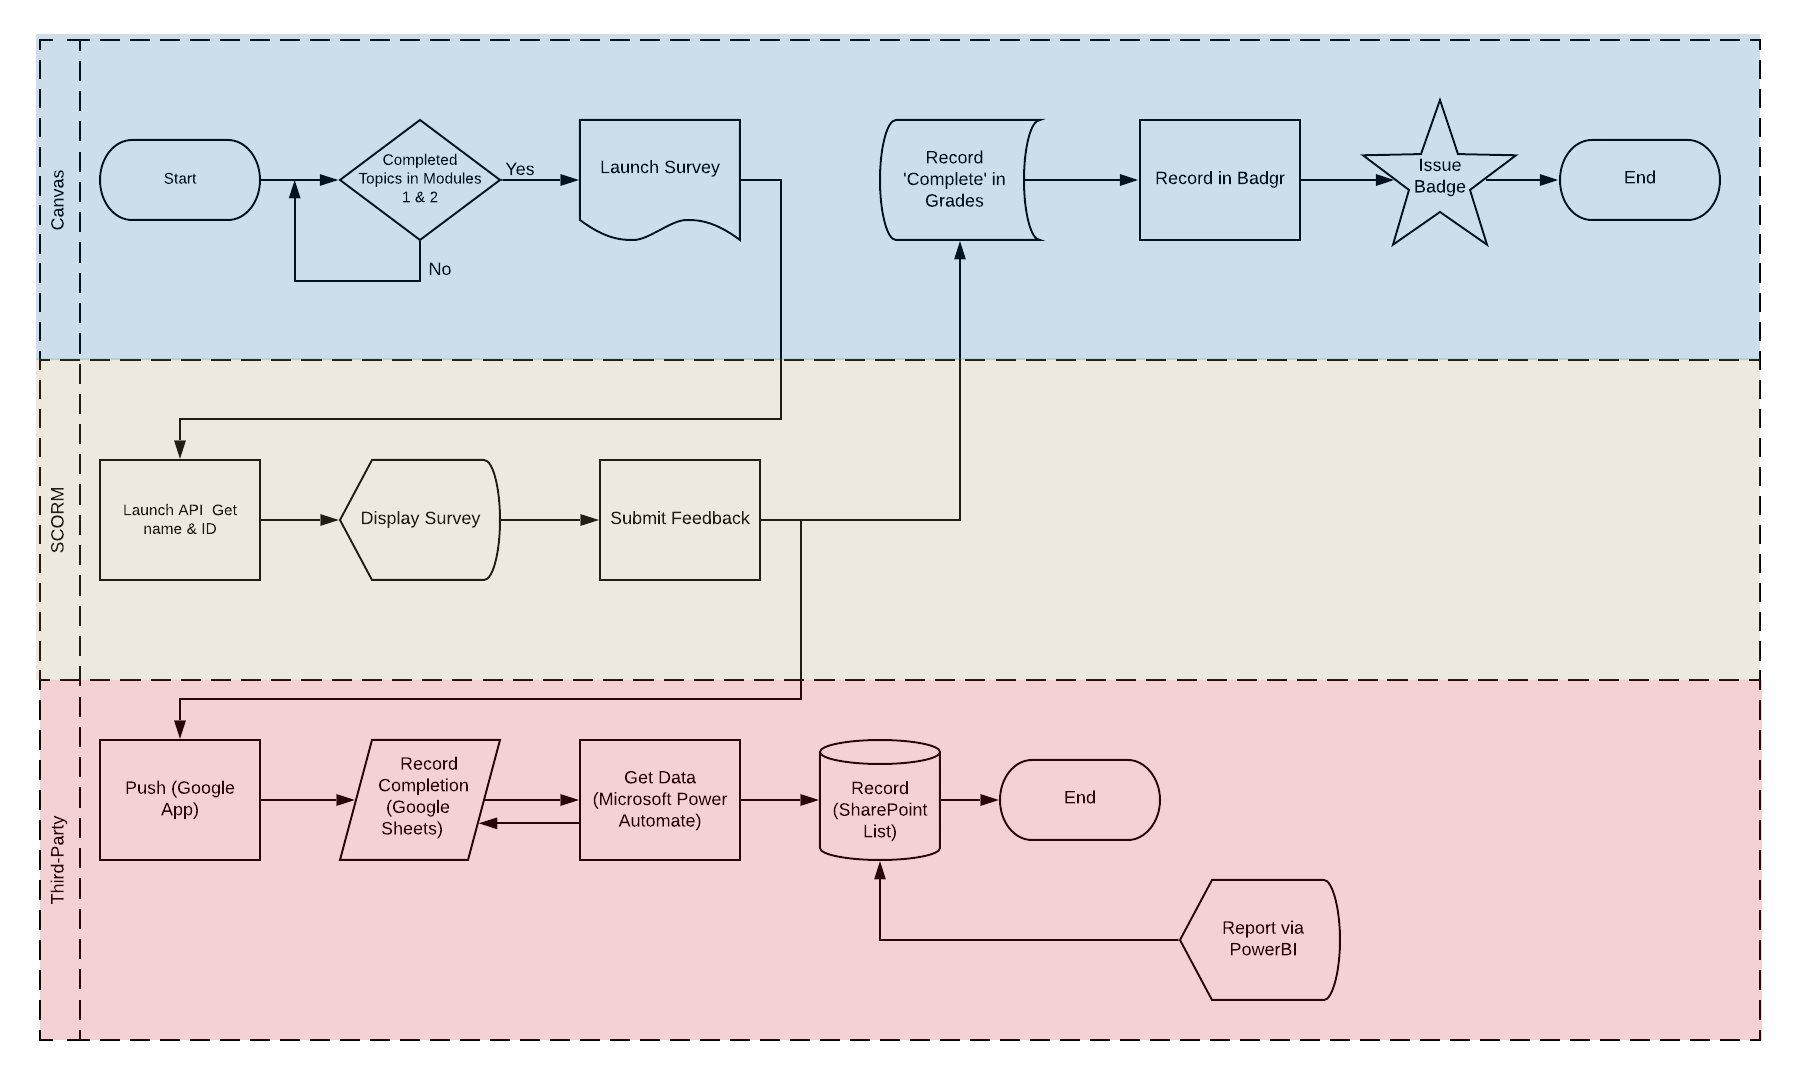 Canvas
Start
Completed
Topics in Modules
1 & 2
Yes
No
Launch Survey
Record
'Complete' in
Grades
Record in Badgr
Issue
Badge
End
SCORM
Launch API  Get
name & ID
Display Survey
Submit Feedback
Third-Party
Push (Google
App)
Record
Completion
(Google
Sheets)
Get Data
(Microsoft Power
Automate)
Record
(SharePoint
List)
End
Report via
PowerBI